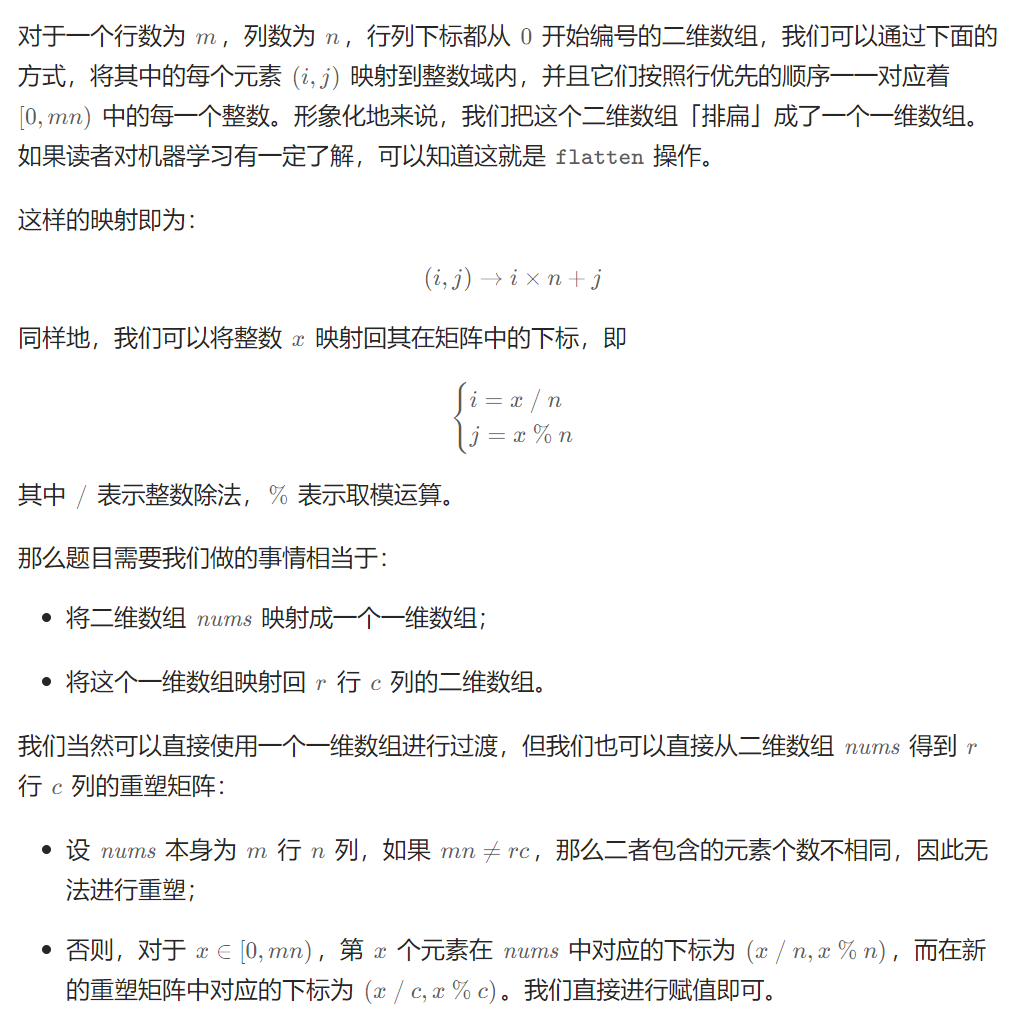 对于一个行数为 m，列数为 n，行列下标都从 0 开始编号的二维数组，我们可以通过下面的
方式，将其中的每个元素 (i, j) 映射到整数域内，并且它们按照行优先的顺序一一对应着
[0, mn) 中的每一个整数。形象化地来说，我们把这个二维数组「排扁」成了一个一维数组。
如果读者对机器学习有一定了解，可以知道这就是 flatten 操作。
这样的映射即为：
(i, j) → i × n + j
同样地，我们可以将整数 x 映射回其在矩阵中的下标，即
{ i = x / n
j = x % n
其中 / 表示整数除法，% 表示取模运算。
那么题目需要我们做的事情相当于：
• 将二维数组 nums 映射成一个一维数组；
• 将这个一维数组映射回 r 行 c 列的二维数组。
我们当然可以直接使用一个一维数组进行过渡，但我们也可以直接从二维数组 nums 得到 r
行 c 列的重塑矩阵：
• 设 nums 本身为 m 行 n 列，如果 mn ≠ rc，那么二者包含的元素个数不相同，因此无
法进行重塑；
• 否则，对于 x ∈ [0, mn)，第 x 个元素在 nums 中对应的下标为 (x / n, x % n)，而在新
的重塑矩阵中对应的下标为 (x / c, x % c)。我们直接进行赋值即可。